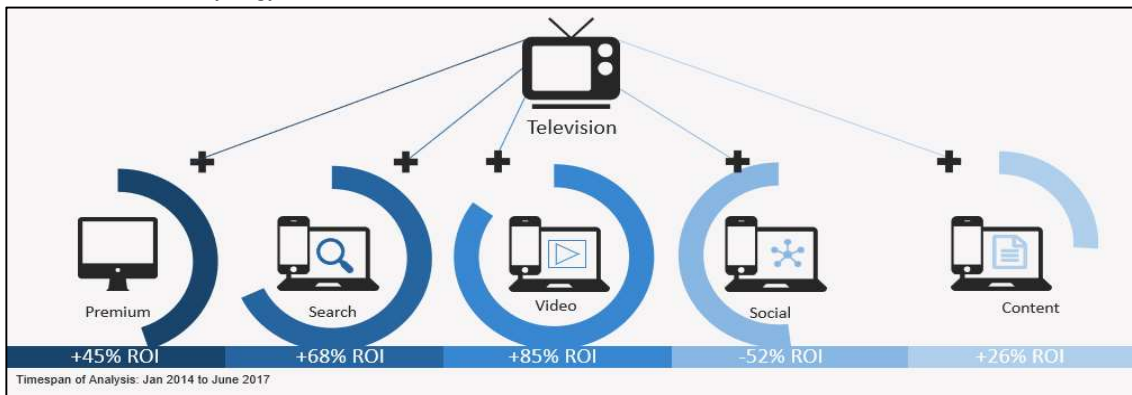 Television
Premium
Search
Video
Social
Content
+45% ROI
+68% ROI
+85% ROI
-52% ROI
+26% ROI
Timespan of Analysis: Jan 2014 to June 2017